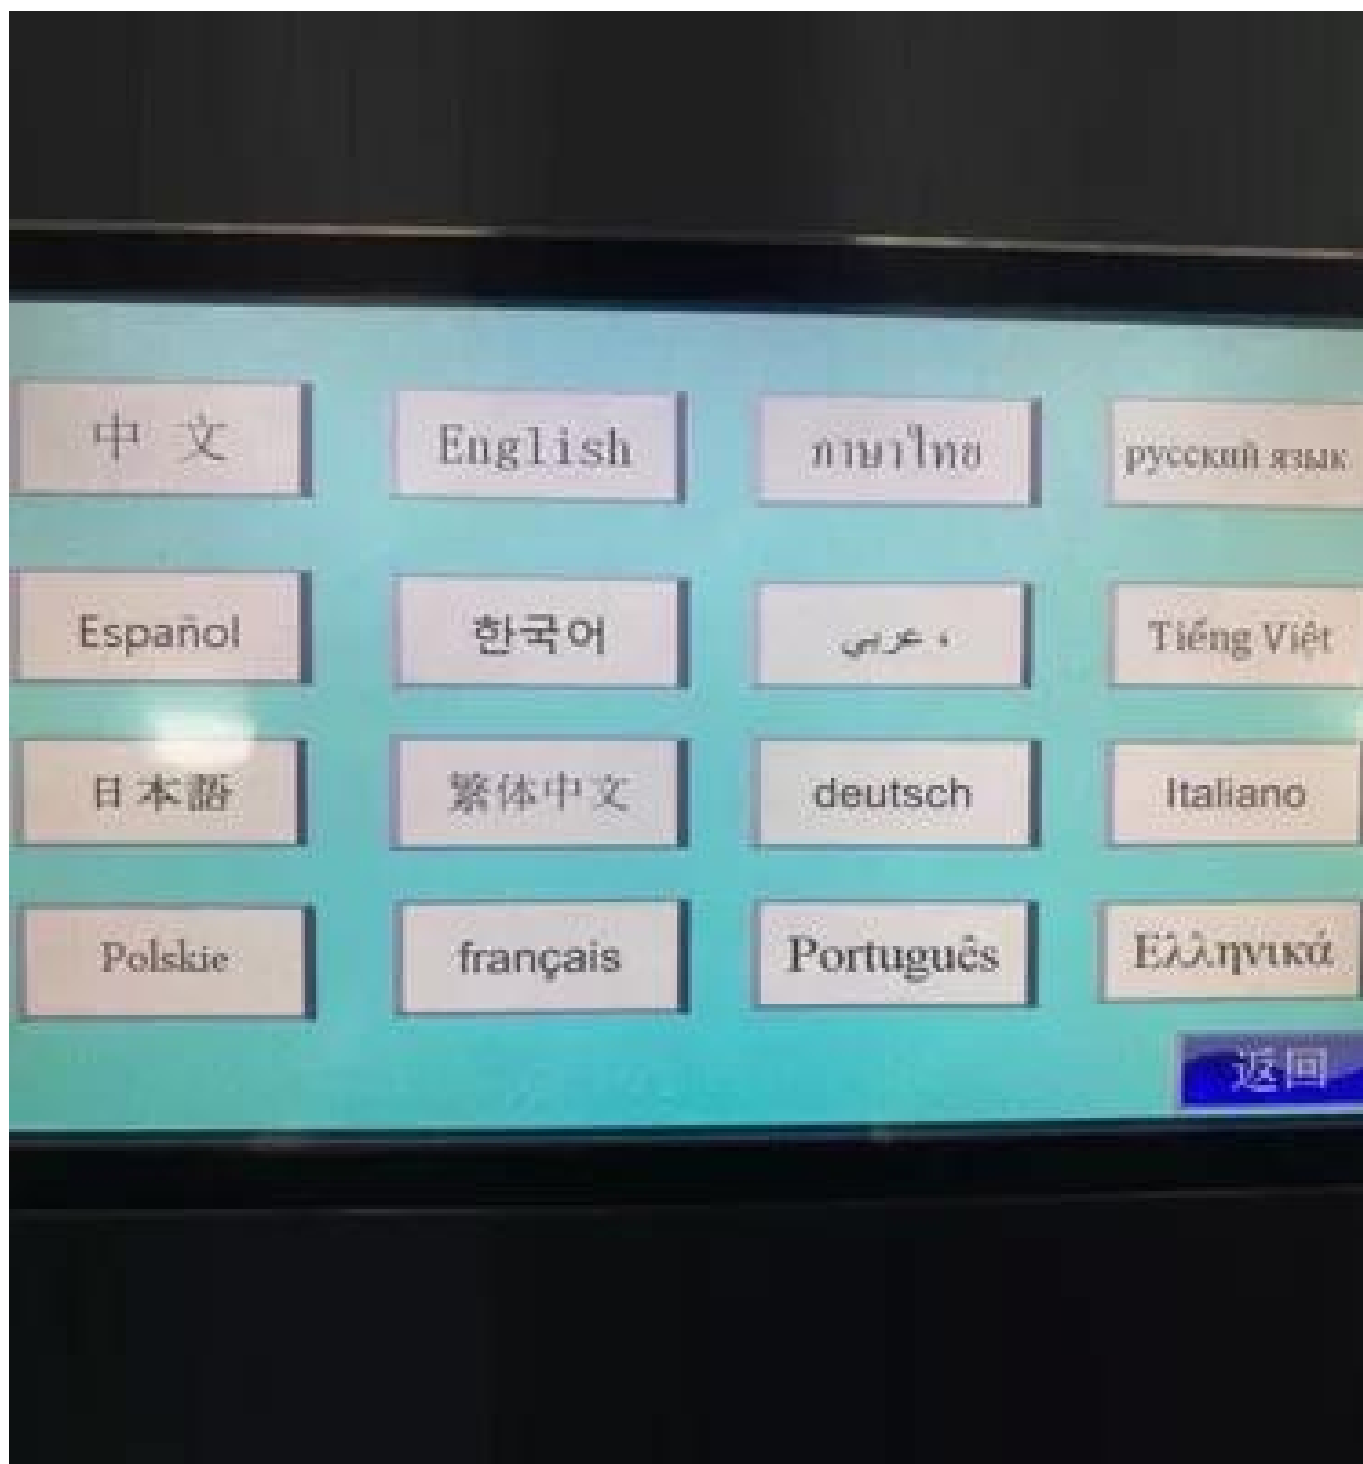 中 文
English
ภาษาไทย
русский язык
Español
한국어
، عربي
Tiếng Việt
日本語
繁体中文
deutsch
Italiano
Polskie
français
Português
Ελληνικά
返回